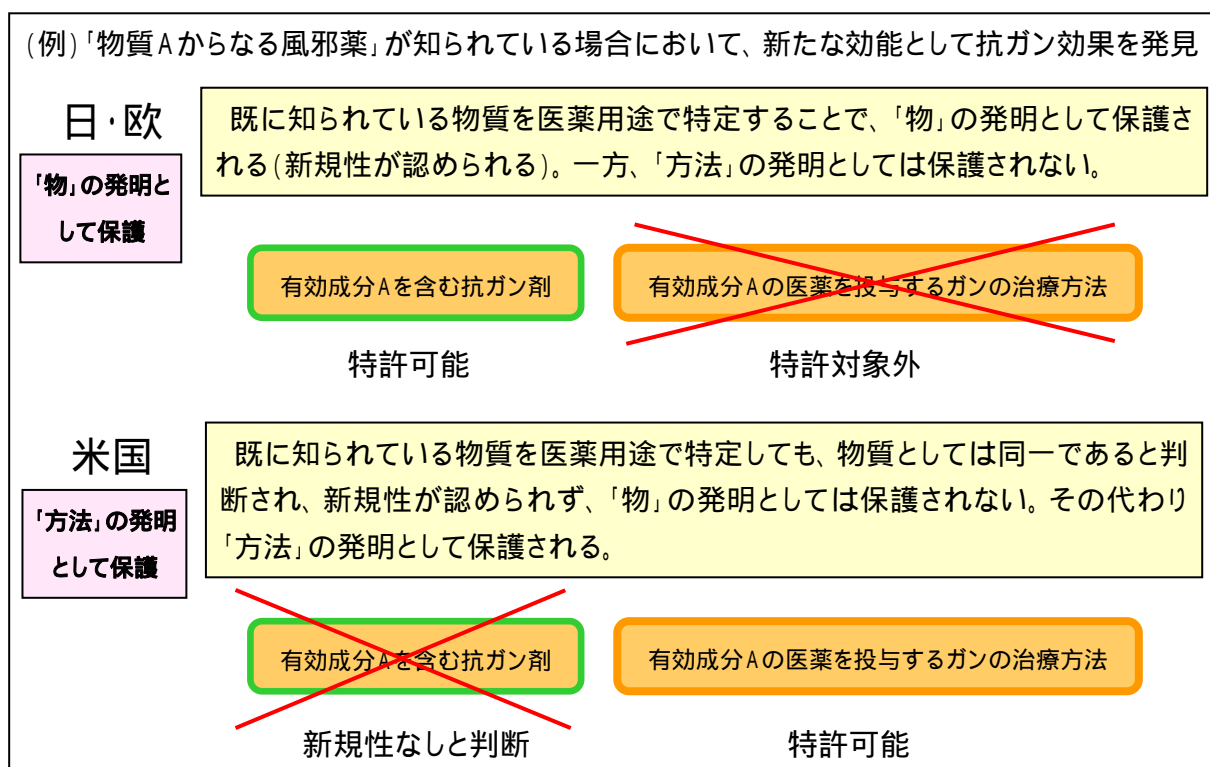 (例)「物質Aからなる風邪薬」が知られている場合において、新たな効能として抗ガン効果を発見
日・欧
「物」の発明と
して保護
既に知られている物質を医薬用途で特定することで、「物」の発明として保護さ
れる(新規性が認められる)。一方、「方法」の発明としては保護されない。
有効成分Aを含む抗ガン剤
有効成分Aの医薬を投与するガンの治療方法
特許可能
特許対象外
米国
「方法」の発明
として保護
既に知られている物質を医薬用途で特定しても、物質としては同一であると判
断され、新規性が認められず、「物」の発明としては保護されない。その代わり
「方法」の発明として保護される。
有効成分Aを含む抗ガン剤
有効成分Aの医薬を投与するガンの治療方法
新規性なしと判断
特許可能